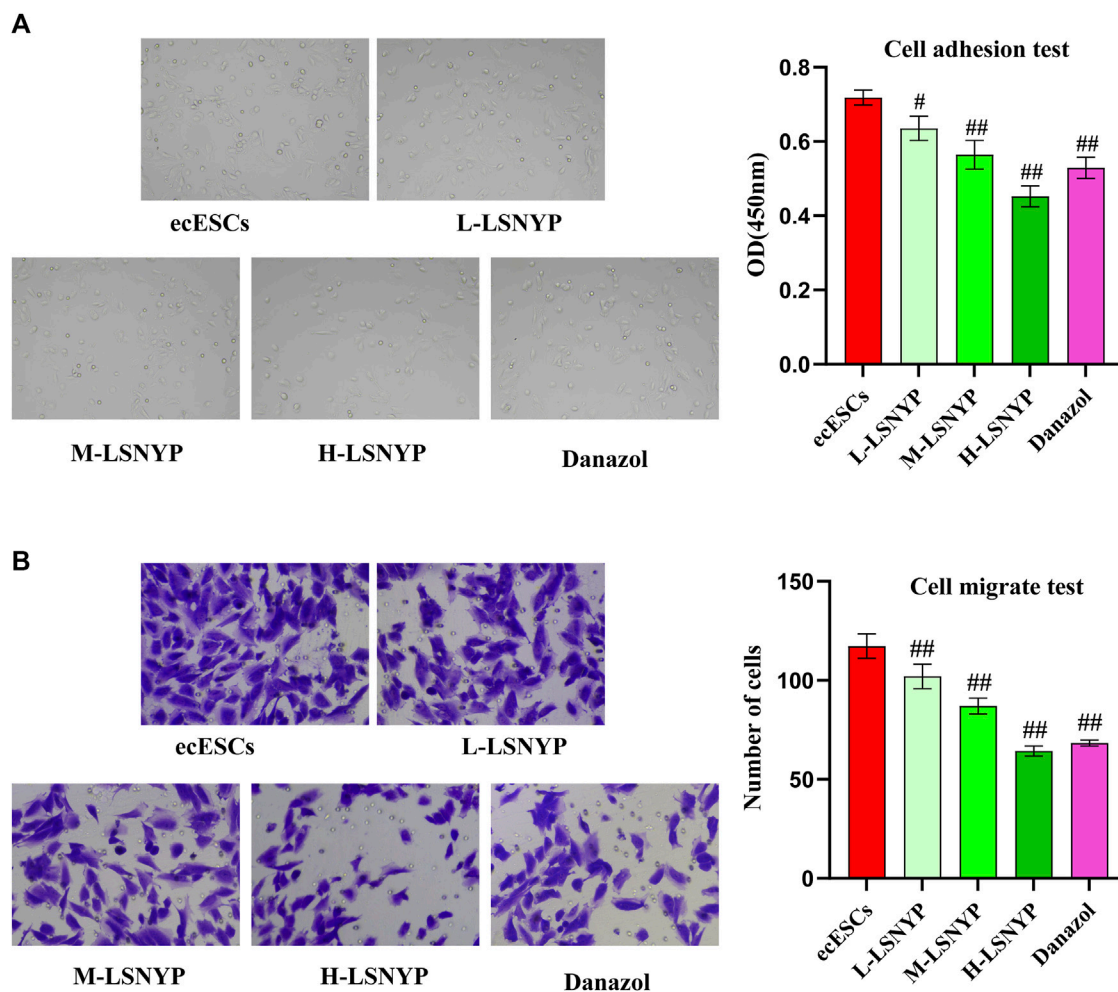 A
ecESCs
L-LSNYP
M-LSNYP
H-LSNYP
Danazol
Cell adhesion test
OD(450nm)
0.8
0.6
0.4
0.2
0.0
#
##
##
##
ecESCs
L-LSNYP
M-LSNYP
H-LSNYP
Danazol
B
ecESCs
L-LSNYP
M-LSNYP
H-LSNYP
Danazol
Cell migrate test
Number of cells
150
100
50
0
##
##
##
##
ecESCs
L-LSNYP
M-LSNYP
H-LSNYP
Danazol